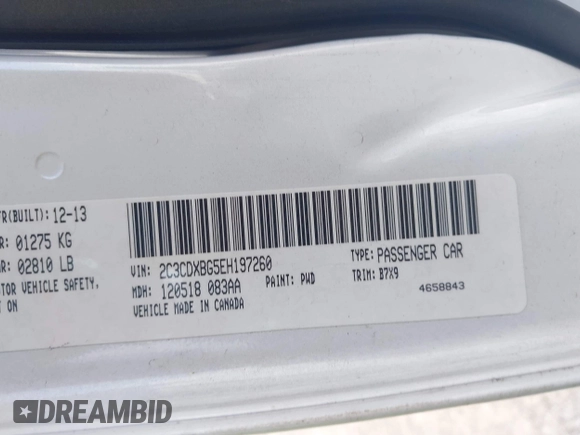 FR(BUILT): 12-13
R: 01275 KG
R: 02810 LB
TOR VEHICLE SAFETY,
T ON
VIN: 2C3CDXBG5EH197260
TYPE: PASSENGER CAR
MDH: 120518 083AA
PAINT: PWD
TRIM: B7X9
VEHICLE MADE IN CANADA
4658843
DREAMBID